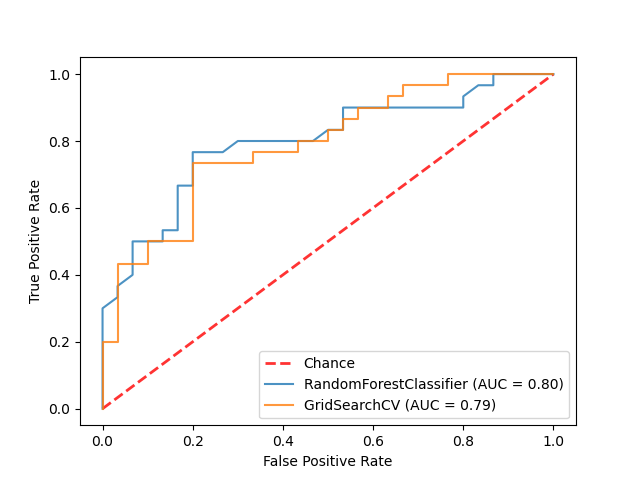 1.0
0.8
0.6
0.4
0.2
0.0
True Positive Rate
Chance
RandomForestClassifier (AUC = 0.80)
GridSearchCV (AUC = 0.79)
0.0 0.2 0.4 0.6 0.8 1.0
False Positive Rate